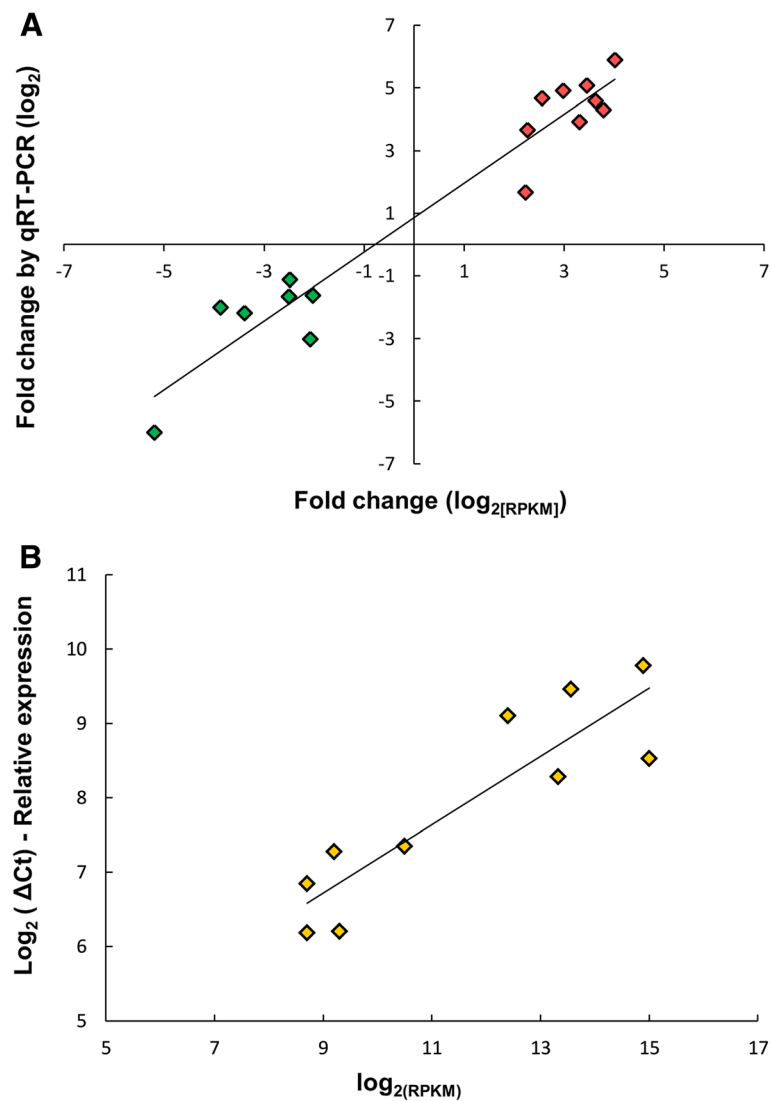 A
Fold change by qRT-PCR (log2)
7
5
3
1
-7 -5 -3 -1 1 3 5 7
-1
-3
-5
-7
Fold change (log2[RPKM])
B
Log2 ( ΔCt) - Relative expression
11
10
9
8
7
6
5
5 7 9 11 13 15 17
log2(RPKM)